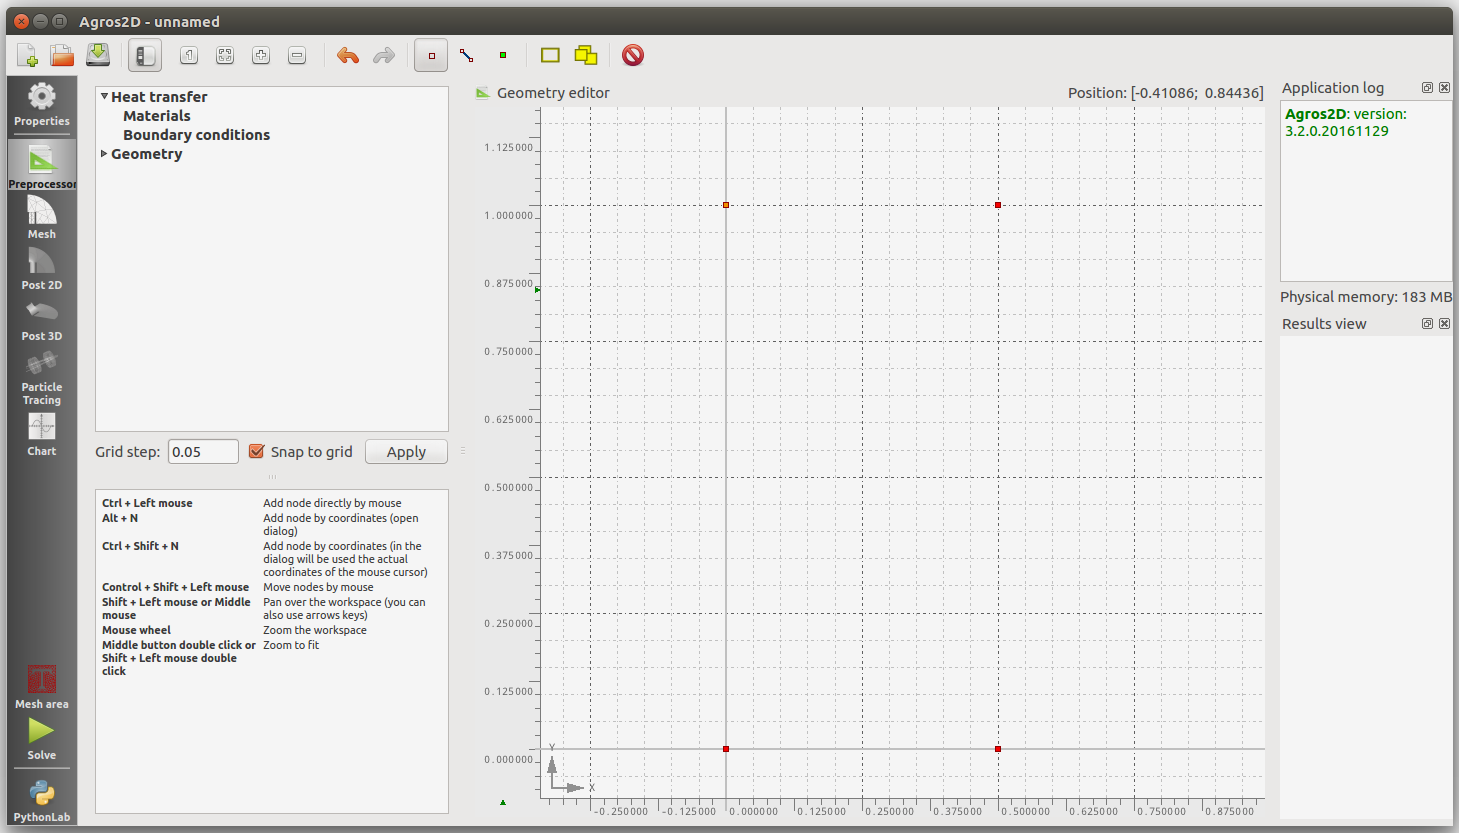 Agros2D - unnamed
1
Properties
Preprocessor
Mesh
Post 2D
Post 3D
Particle
Tracing
Chart
Mesh area
Solve
PythonLab
Heat transfer
Materials
Boundary conditions
Geometry
Grid step: 0.05 Snap to grid Apply
Ctrl + Left mouse Add node directly by mouse
Alt + N Add node by coordinates (open
dialog)
Ctrl + Shift + N Add node by coordinates (in the
dialog will be used the actual
coordinates of the mouse cursor)
Control + Shift + Left mouse Move nodes by mouse
Shift + Left mouse or Middle Pan over the workspace (you can
mouse also use arrows keys)
Mouse wheel Zoom the workspace
Middle button double click or Zoom to fit
Shift + Left mouse double
click
Geometry editor Position: [-0.41086; 0.84436]
1.125000
1.000000
0.875000
0.750000
0.625000
0.500000
0.375000
0.250000
0.125000
0.000000
Y
X
-0.250000 -0.125000 0.000000 0.125000 0.250000 0.375000 0.500000 0.625000 0.750000 0.875000
Application log
Agros2D: version:
3.2.0.20161129
Physical memory: 183 MB
Results view